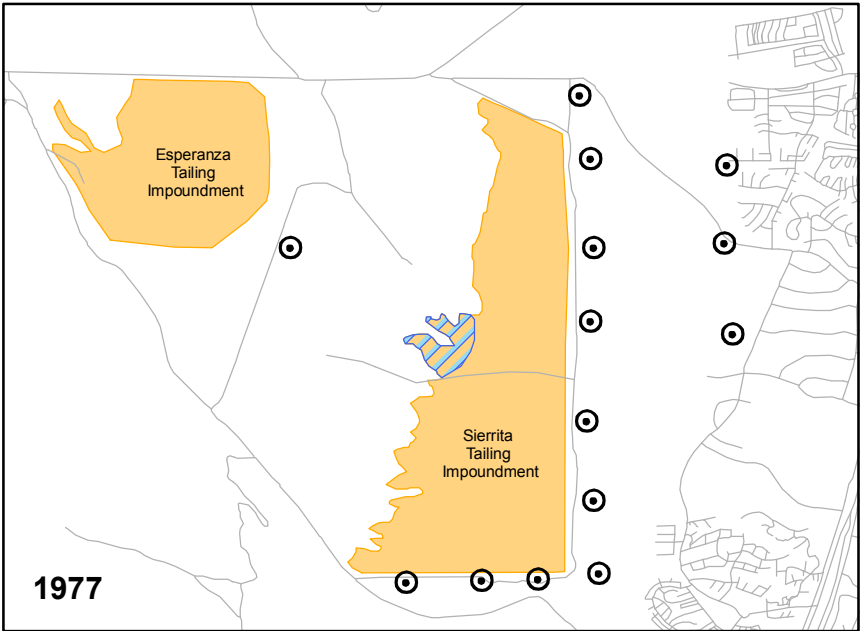 Esperanza
Tailing
Impoundment
Sierrita
Tailing
Impoundment
1977